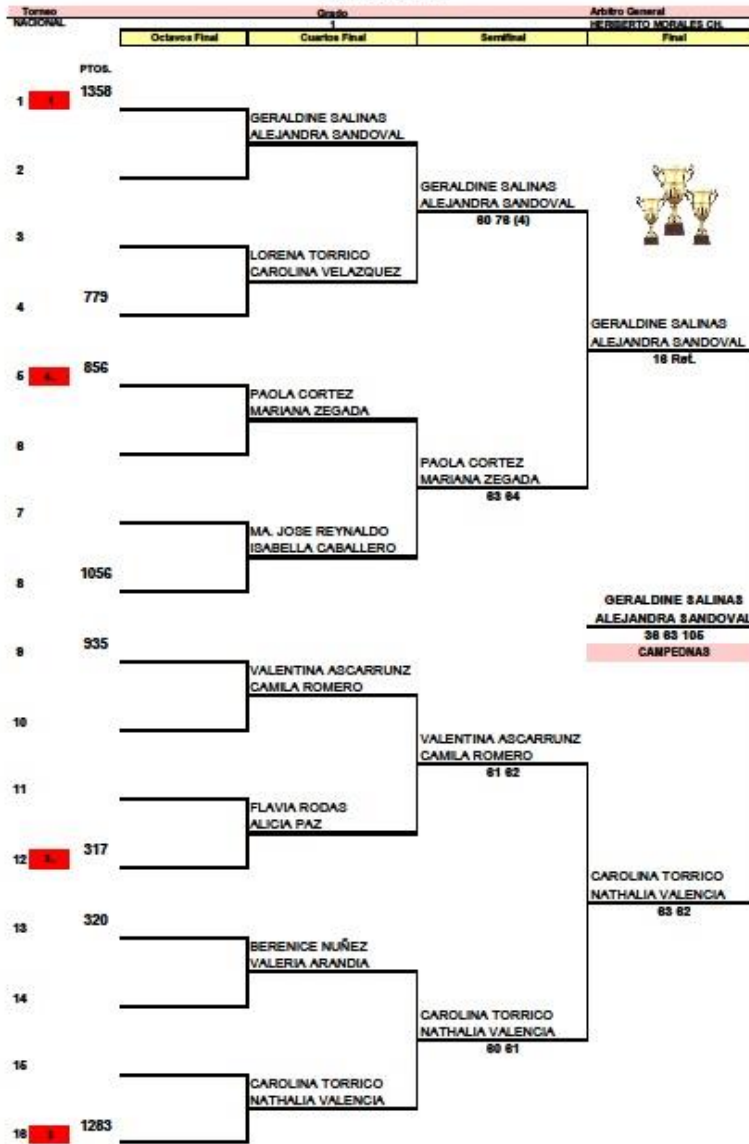 Torneo Grado Arbitro General
NACIONAL 1 HERIBERTO MORALES CH.
Octavos Final Cuartos Final Semifinal Final
PTOS.
1 1 1358
GERALDINE SALINAS
ALEJANDRA SANDOVAL
2
GERALDINE SALINAS
ALEJANDRA SANDOVAL
60 76 (4)
3
LORENA TORRICO
CAROLINA VELAZQUEZ
4 779
GERALDINE SALINAS
ALEJANDRA SANDOVAL
16 Ret.
5 856
PAOLA CORTEZ
MARIANA ZEGADA
6
PAOLA CORTEZ
MARIANA ZEGADA
63 64
7
MA. JOSE REYNALDO
ISABELLA CABALLERO
8 1056
GERALDINE SALINAS
ALEJANDRA SANDOVAL
36 63 105
CAMPEONAS
9 935
VALENTINA ASCARRUNZ
CAMILA ROMERO
10
VALENTINA ASCARRUNZ
CAMILA ROMERO
61 62
11
FLAVIA RODAS
ALICIA PAZ
12 317
CAROLINA TORRICO
NATHALIA VALENCIA
63 62
13 320
BERENICE NUÑEZ
VALERIA ARANDIA
14
CAROLINA TORRICO
NATHALIA VALENCIA
60 61
15
CAROLINA TORRICO
NATHALIA VALENCIA
16 1283